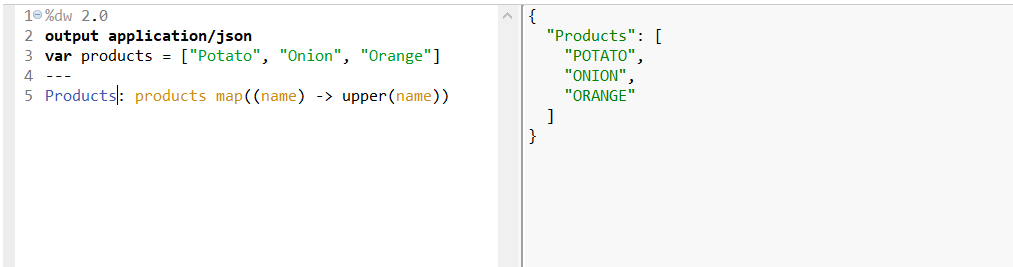 1 %dw 2.0
2 output application/json
3 var products = ["Potato", "Onion", "Orange"]
4 ---
5 Products: products map((name) -> upper(name))
{
  "Products": [
    "POTATO",
    "ONION",
    "ORANGE"
  ]
}